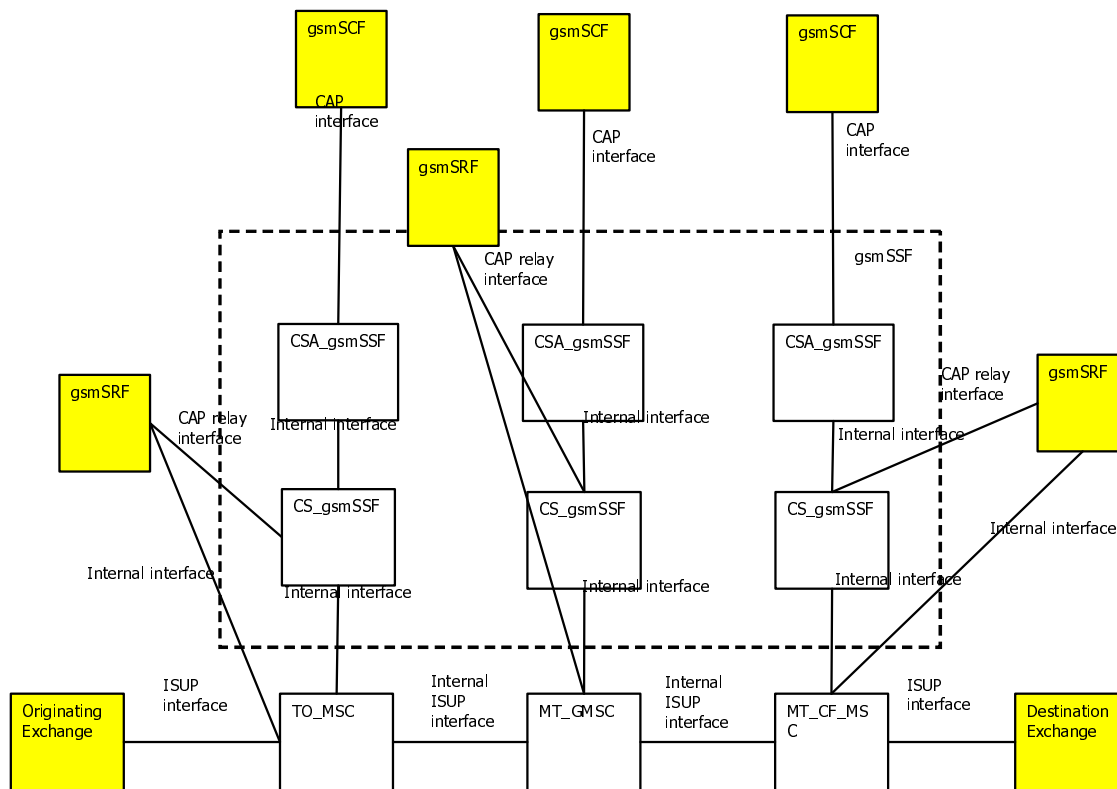 gsmSCF
gsmSCF
gsmSCF
CAP
interface
CAP
interface
CAP
interface
gsmSRF
CAP relay
interface
gsmSSF
CSA_gsmSSF
CSA_gsmSSF
CSA_gsmSSF
gsmSRF
CAP relay
interface
gsmSRF
CAP relay
interface
Internal interface
Internal interface
Internal interface
CS_gsmSSF
CS_gsmSSF
CS_gsmSSF
Internal interface
Internal interface
Internal interface
Internal interface
Internal interface
ISUP
interface
Internal
ISUP
interface
Internal
ISUP
interface
ISUP
interface
Originating
Exchange
TO_MSC
MT_GMSC
MT_CF_MS
C
Destination
Exchange